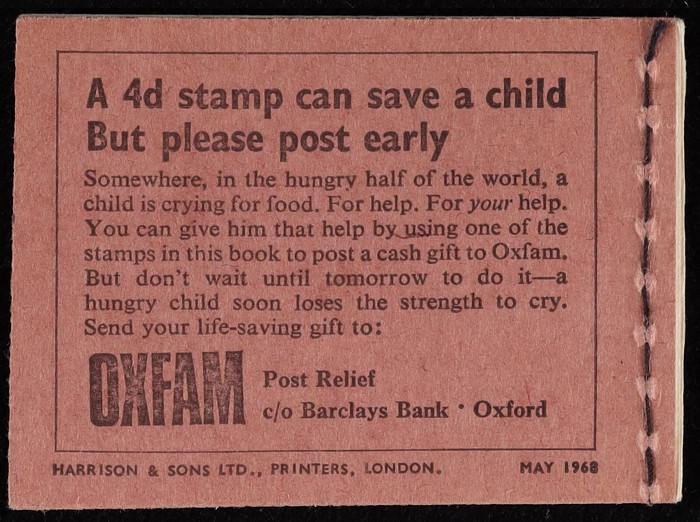 A 4d stamp can save a child
But please post early
Somewhere, in the hungry half of the world, a
child is crying for food. For help. For your help.
You can give him that help by using one of the
stamps in this book to post a cash gift to Oxfam.
But don't wait until tomorrow to do it—a
hungry child soon loses the strength to cry.
Send your life-saving gift to:
OXFAM
Post Relief
c/o Barclays Bank · Oxford
HARRISON & SONS LTD., PRINTERS, LONDON.
MAY 1968